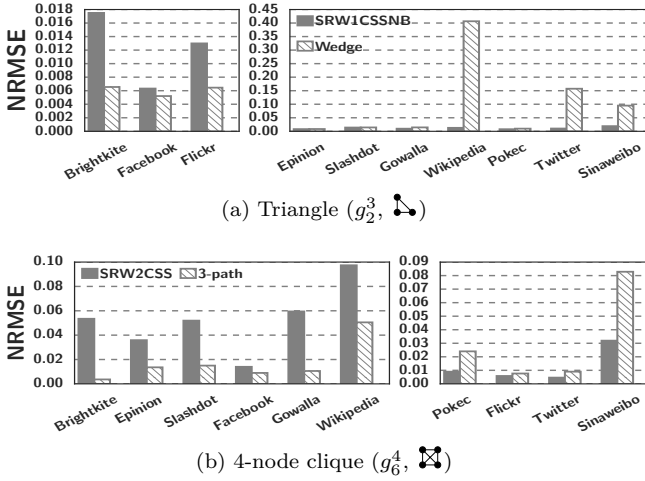 NRMSE
0.018
0.016
0.014
0.012
0.010
0.008
0.006
0.004
0.002
0.000
Brightkite
Facebook
Flickr
0.45
0.40
0.35
0.30
0.25
0.20
0.15
0.10
0.05
0.00
SRW1CSSNB
Wedge
Epinion
Slashdot
Gowalla
Wikipedia
Pokec
Twitter
Sinaweibo
(a) Triangle (g₂³, )
NRMSE
0.10
0.08
0.06
0.04
0.02
0.00
SRW2CSS 3-path
Brightkite
Epinion
Slashdot
Facebook
Gowalla
Wikipedia
0.09
0.08
0.07
0.06
0.05
0.04
0.03
0.02
0.01
0.00
Pokec
Flickr
Twitter
Sinaweibo
(b) 4-node clique (g₆⁴, )